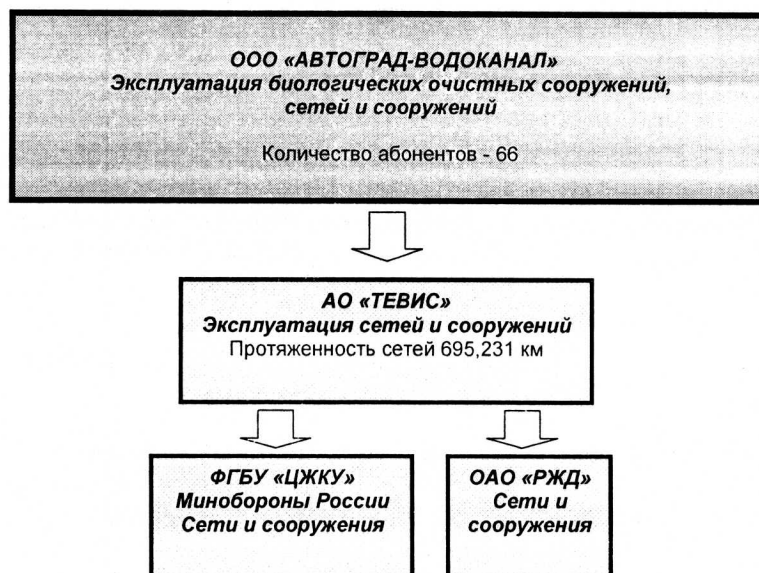 ООО «АВТОГРАД-ВОДОКАНАЛ»
Эксплуатация биологических очистных сооружений,
сетей и сооружений
Количество абонентов - 66
АО «ТЕВИС»
Эксплуатация сетей и сооружений
Протяженность сетей 695,231 км
ФГБУ «ЦЖКУ»
Минобороны России
Сети и сооружения
ОАО «РЖД»
Сети и
сооружения